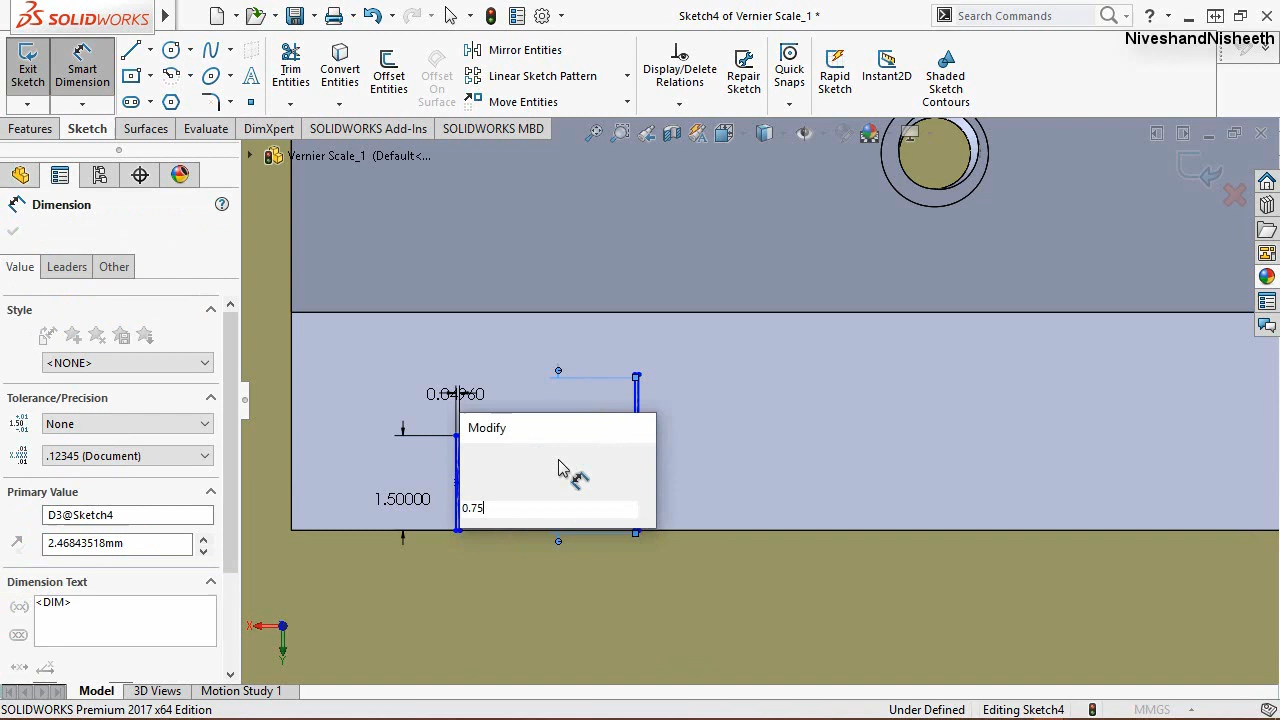 SOLIDWORKS
Sketch4 of Vernier Scale_1 *
Search Commands
?
NiveshandNisheeth
Exit Sketch
Smart Dimension
Trim Entities
Convert Entities
Offset Entities
Offset On Surface
Mirror Entities
Linear Sketch Pattern
Move Entities
Display/Delete Relations
Repair Sketch
Quick Snaps
Rapid Sketch
Instant2D
Shaded Sketch Contours
Features
Sketch
Surfaces
Evaluate
DimXpert
SOLIDWORKS Add-Ins
SOLIDWORKS MBD
Vernier Scale_1 (Default<...
Dimension
Value
Leaders
Other
Style
<NONE>
Tolerance/Precision
None
.12345 (Document)
Primary Value
D3@Sketch4
2.46843518mm
Dimension Text
<DIM>
0.04960
1.50000
Modify
0.75
X
Y
Model
3D Views
Motion Study 1
SOLIDWORKS Premium 2017 x64 Edition
Under Defined
Editing Sketch4
MMGS